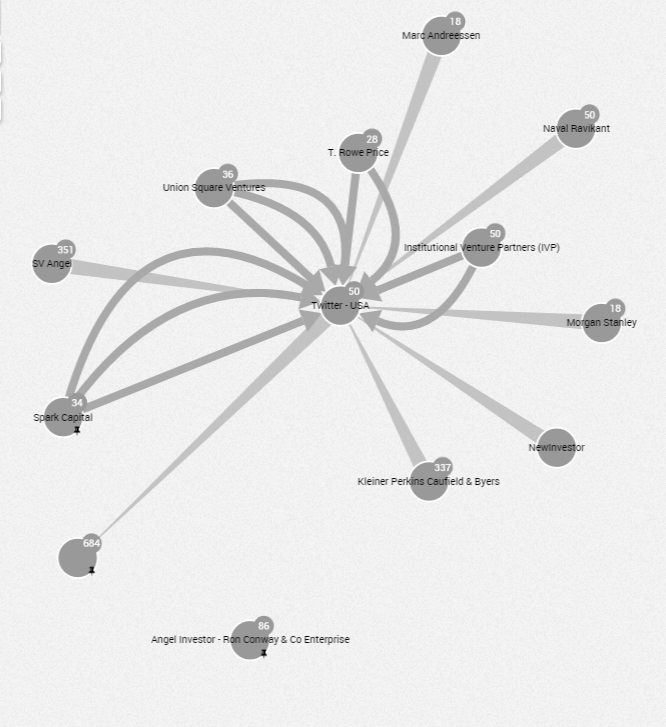 18
Marc Andreessen
50
Naval Ravikant
28
T. Rowe Price
36
Union Square Ventures
50
Institutional Venture Partners (IVP)
351
SV Angel
50
Twitter - USA
18
Morgan Stanley
34
Spark Capital
NewInvestor
337
Kleiner Perkins Caufield & Byers
684
86
Angel Investor - Ron Conway & Co Enterprise